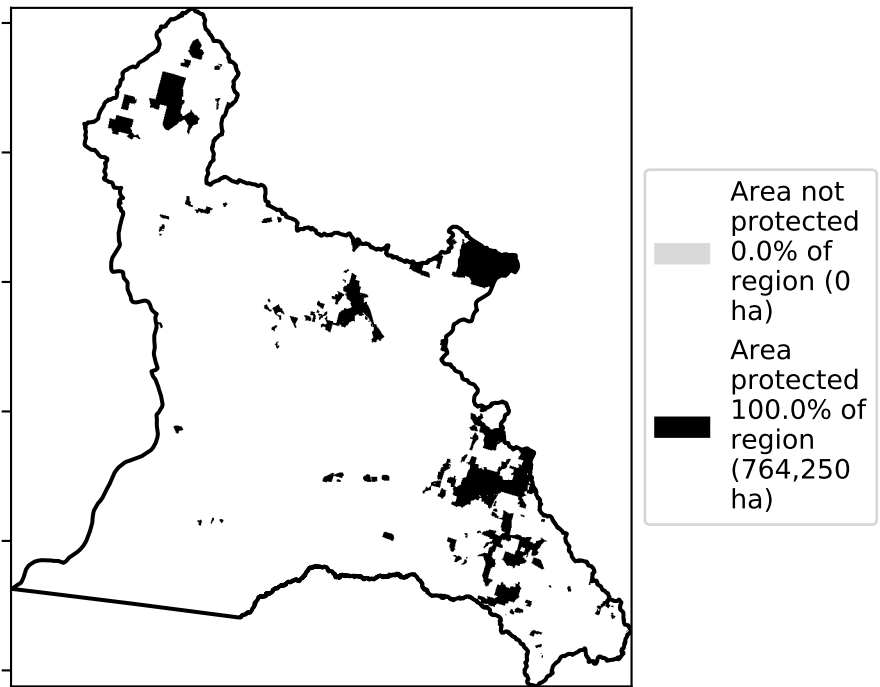 Area not
protected
0.0% of
region (0
ha)
Area
protected
100.0% of
region
(764,250
ha)